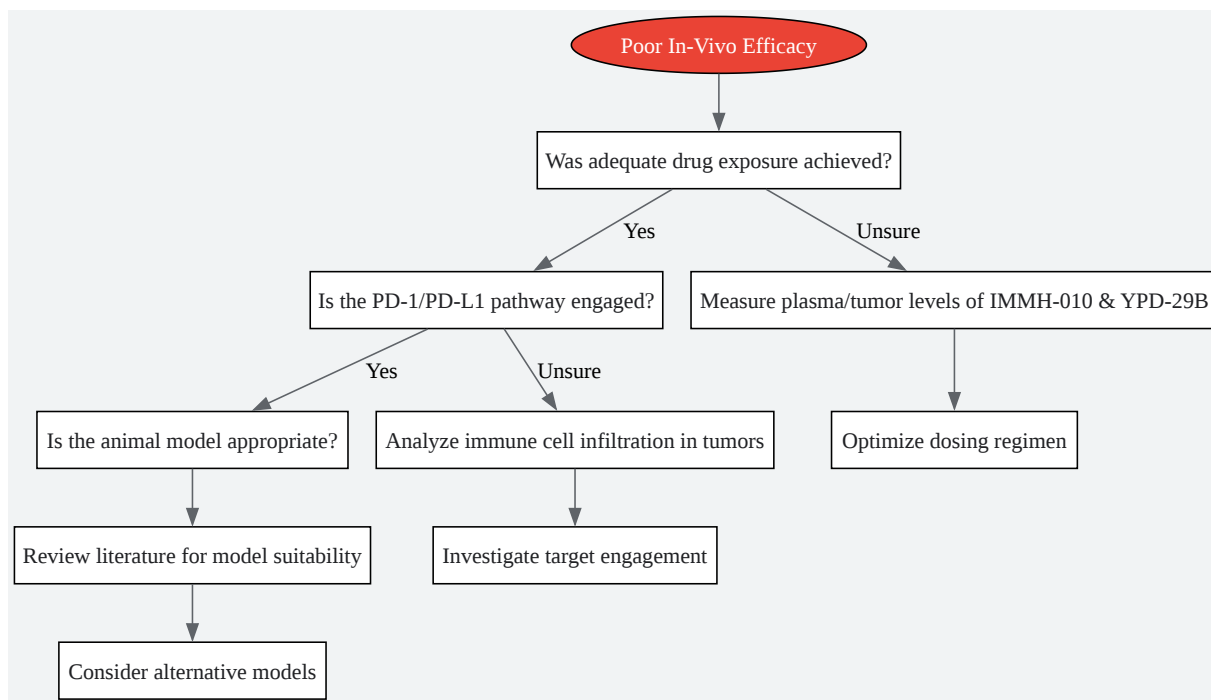 Poor In-Vivo Efficacy
Was adequate drug exposure achieved?
Yes
Unsure
Is the PD-1/PD-L1 pathway engaged?
Measure plasma/tumor levels of IMMH-010 & YPD-29B
Yes
Unsure
Is the animal model appropriate?
Analyze immune cell infiltration in tumors
Optimize dosing regimen
Review literature for model suitability
Investigate target engagement
Consider alternative models